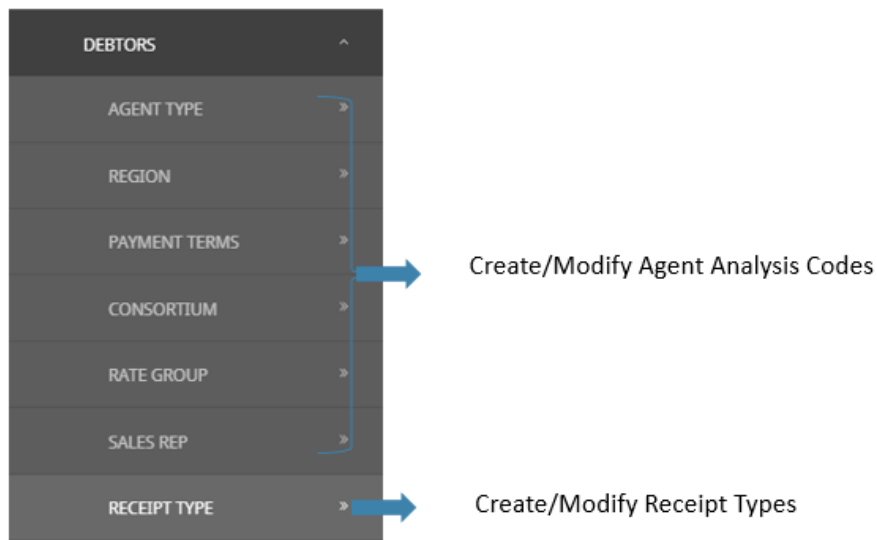 DEBTORS
AGENT TYPE
REGION
PAYMENT TERMS
Create/Modify Agent Analysis Codes
CONSORTIUM
RATE GROUP
SALES REP
RECEIPT TYPE
Create/Modify Receipt Types